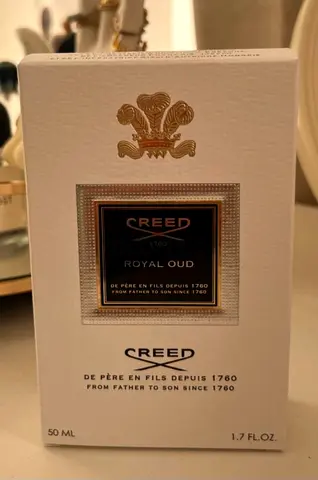 CREED
1760
ROYAL OUD
DE PÈRE EN FILS DEPUIS 1760
FROM FATHER TO SON SINCE 1760
CREED
DE PÈRE EN FILS DEPUIS 1760
FROM FATHER TO SON SINCE 1760
50 ML
1.7 FL.OZ.